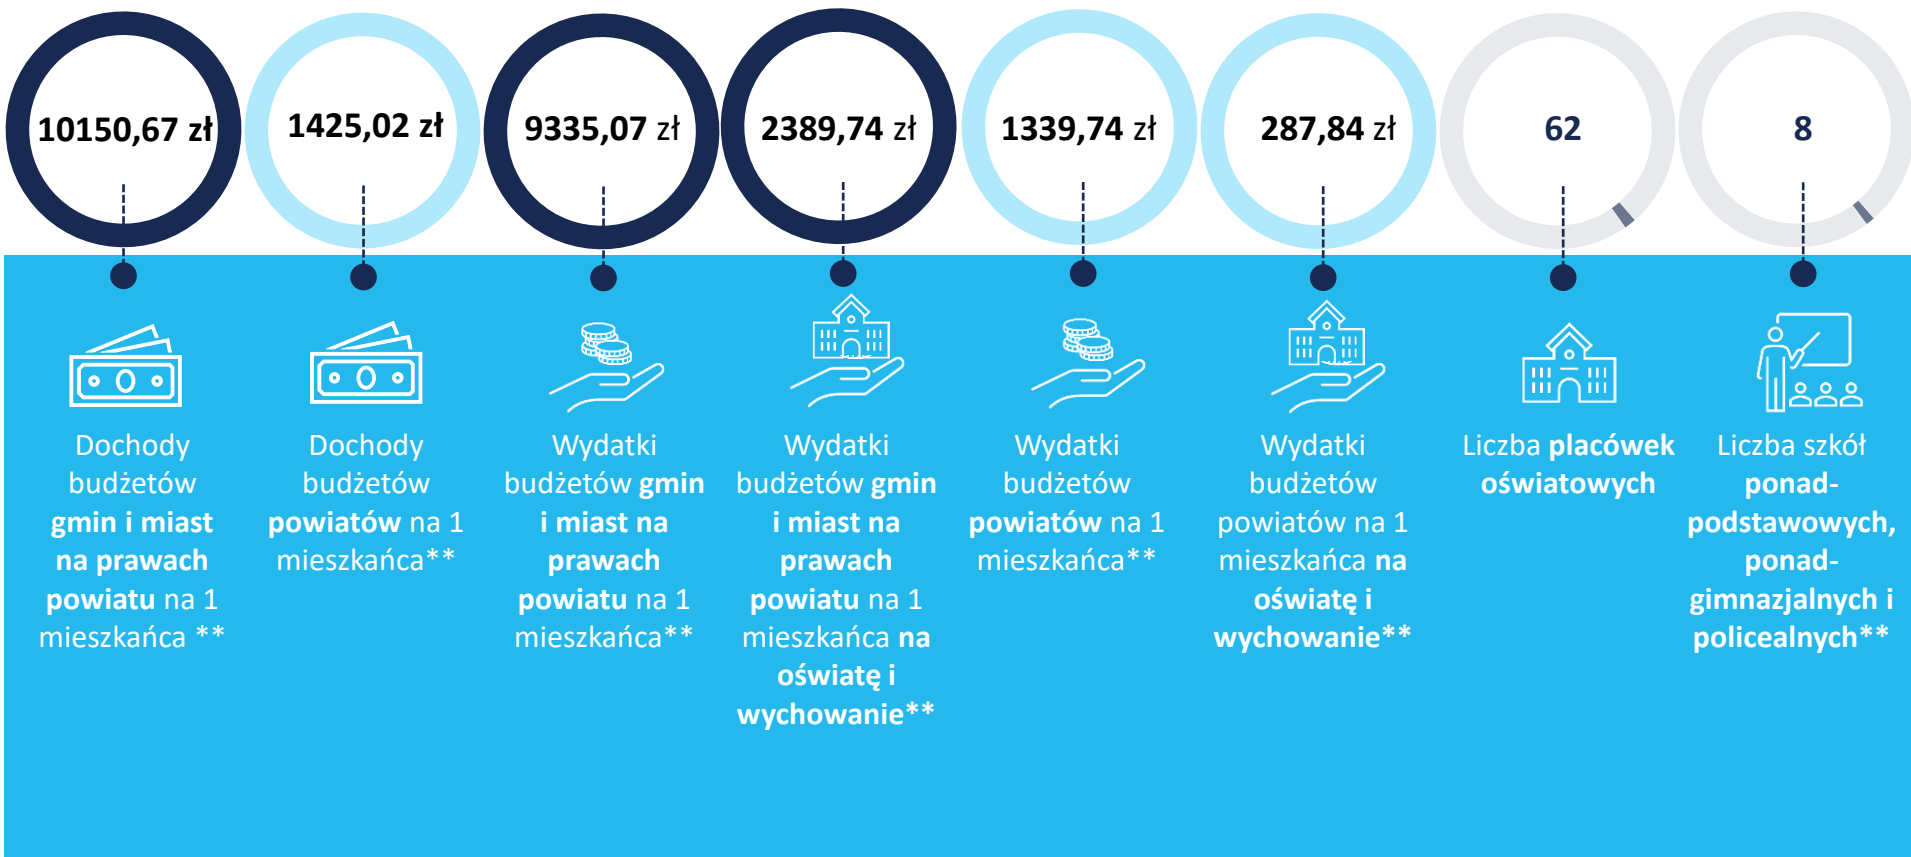 10150,67 zł
1425,02 zł
9335,07 zł
2389,74 zł
1339,74 zł
287,84 zł
62
8
Dochody
budżetów
gmin i miast
na prawach
powiatu na 1
mieszkańca **
Dochody
budżetów
powiatów na 1
mieszkańca**
Wydatki
budżetów gmin
i miast na
prawach
powiatu na 1
mieszkańca**
Wydatki
budżetów gmin
i miast na
prawach
powiatu na 1
mieszkańca na
oświatę i
wychowanie**
Wydatki
budżetów
powiatów na 1
mieszkańca**
Wydatki
budżetów
powiatów na 1
mieszkańca na
oświatę i
wychowanie**
Liczba placówek
oświatowych
Liczba szkół
ponad-
podstawowych,
ponad-
gimnazjalnych i
policealnych**